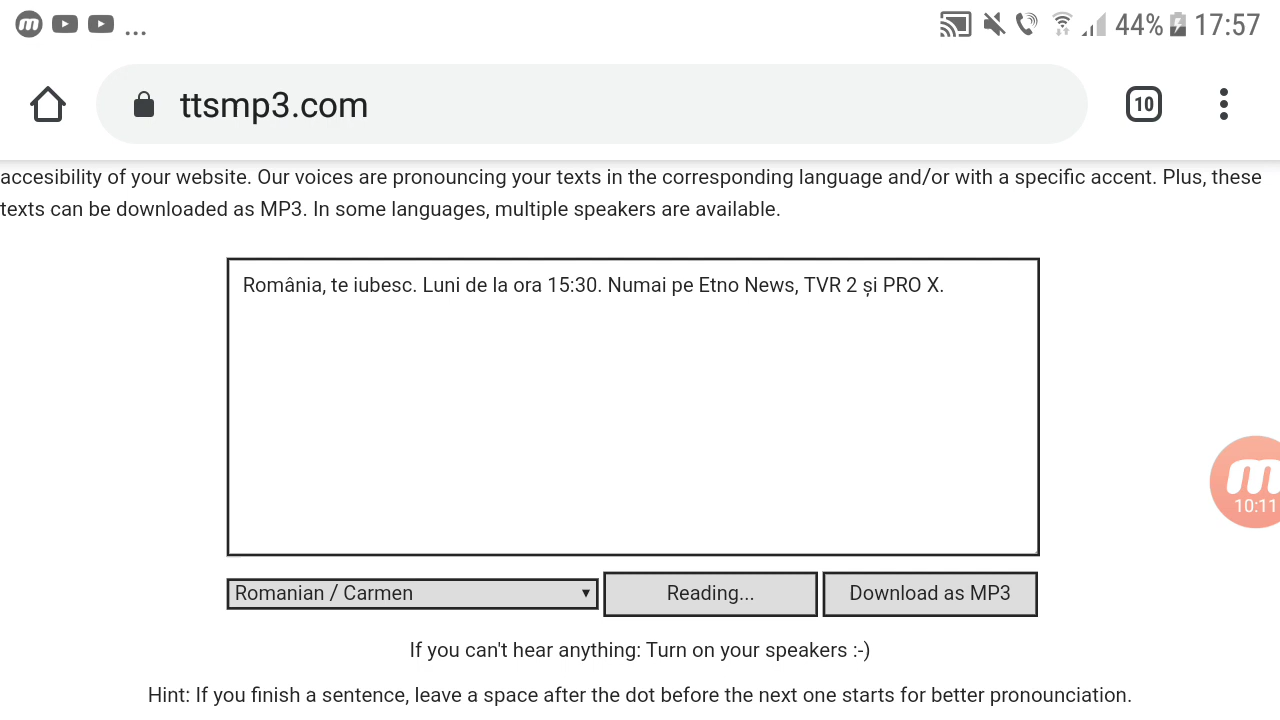 ... 44% 17:57
ttsmp3.com 10
accesibility of your website. Our voices are pronouncing your texts in the corresponding language and/or with a specific accent. Plus, these
texts can be downloaded as MP3. In some languages, multiple speakers are available.
România, te iubesc. Luni de la ora 15:30. Numai pe Etno News, TVR 2 și PRO X.
m
10:11
Romanian / Carmen Reading... Download as MP3
If you can't hear anything: Turn on your speakers :-)
Hint: If you finish a sentence, leave a space after the dot before the next one starts for better pronounciation.